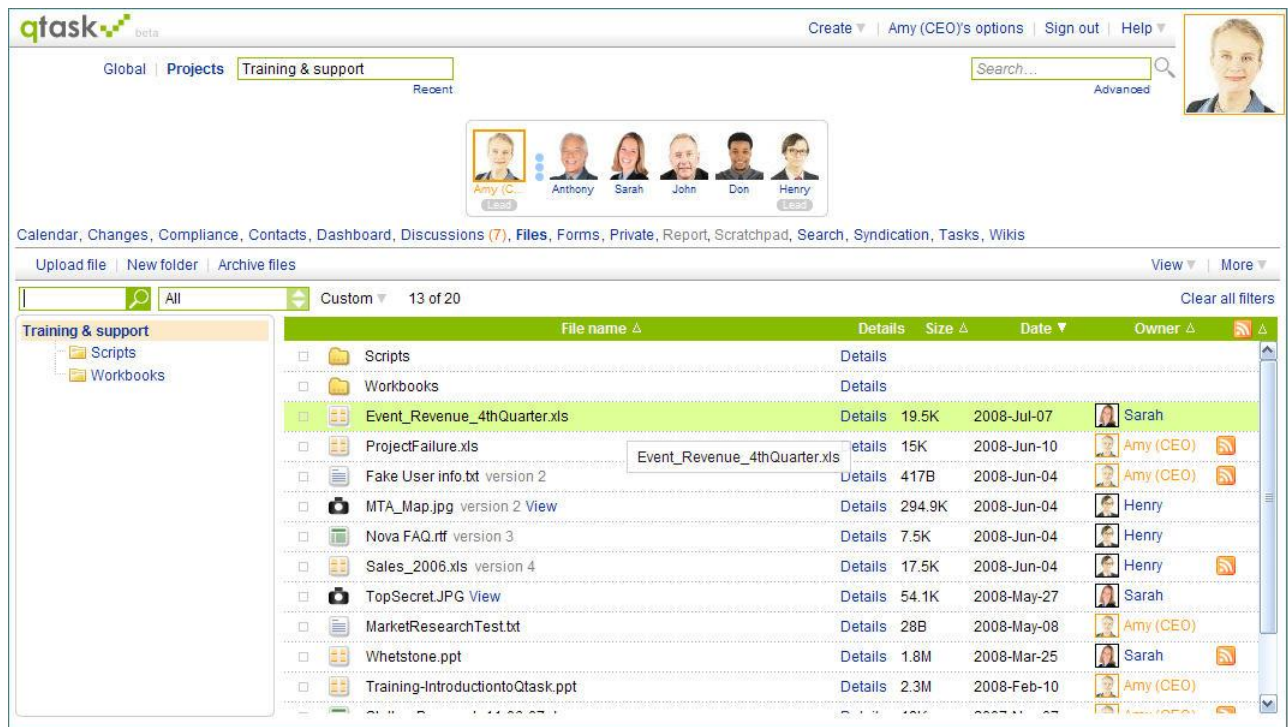 qtask beta
Create | Amy (CEO)'s options | Sign out | Help
Global | Projects Training & support
Search...
Recent
Advanced
Amy (C... Anthony Sarah John Don Henry
Lead Lead
Calendar, Changes, Compliance, Contacts, Dashboard, Discussions (7), Files, Forms, Private, Report, Scratchpad, Search, Syndication, Tasks, Wikis
Upload file | New folder | Archive files View | More
All Custom 13 of 20 Clear all filters
Training & support
Scripts
Workbooks
File name Details Size Date Owner
Scripts Details
Workbooks Details
Event_Revenue_4thQuarter.xls Details 19.5K 2008-Jul-07 Sarah
ProjectFailure.xls Details 15K 2008-Jun-10 Amy (CEO)
Event_Revenue_4thQuarter.xls
Fake User info.txt version 2 Details 417B 2008-Jun-04 Amy (CEO)
MTA_Map.jpg version 2 View Details 294.9K 2008-Jun-04 Henry
Nova FAQ.rtf version 3 Details 7.5K 2008-Jun-04 Henry
Sales_2006.xls version 4 Details 17.5K 2008-Jun-04 Henry
TopSecret.JPG View Details 54.1K 2008-May-27 Sarah
MarketResearchTest.txt Details 28B 2008-May-08 Amy (CEO)
Whetstone.ppt Details 1.8M 2008-Mar-25 Sarah
Training-IntroductiontoQtask.ppt Details 2.3M 2008-Feb-10 Amy (CEO)